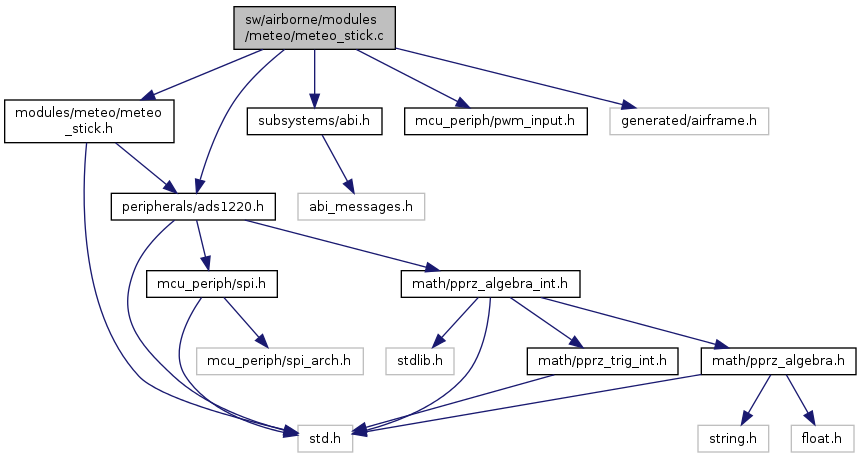 sw/airborne/modules
/meteo/meteo_stick.c
modules/meteo/meteo
_stick.h
subsystems/abi.h
mcu_periph/pwm_input.h
generated/airframe.h
peripherals/ads1220.h
abi_messages.h
mcu_periph/spi.h
math/pprz_algebra_int.h
mcu_periph/spi_arch.h
stdlib.h
math/pprz_trig_int.h
math/pprz_algebra.h
std.h
string.h
float.h